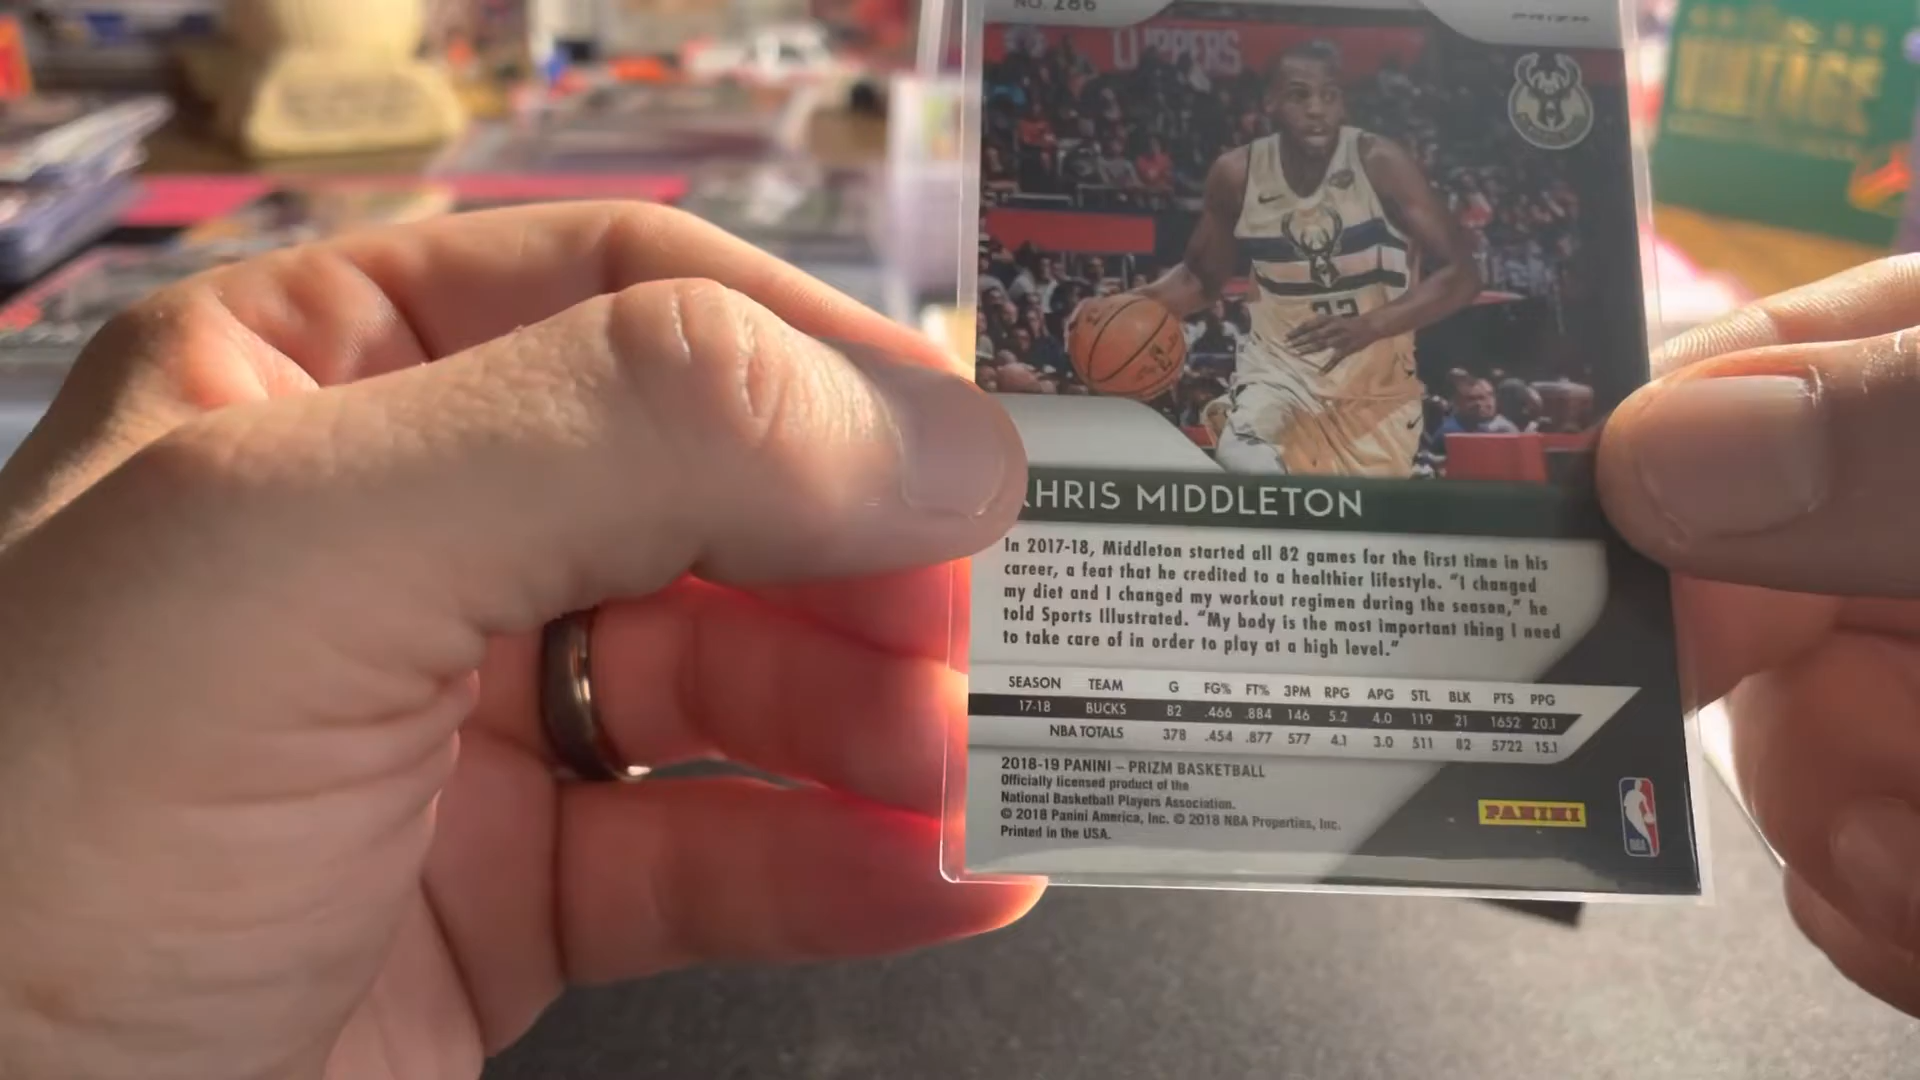 NO. 286
PRIZM
CLIPPERS
22
KHRIS MIDDLETON
In 2017-18, Middleton started all 82 games for the first time in his
career, a feat that he credited to a healthier lifestyle. "I changed
my diet and I changed my workout regimen during the season," he
told Sports Illustrated. "My body is the most important thing I need
to take care of in order to play at a high level."
SEASON TEAM G FG% FT% 3PM RPG APG STL BLK PTS PPG
17-18 BUCKS 82 .466 .884 146 5.2 4.0 119 21 1652 20.1
NBA TOTALS 378 .454 .877 577 4.1 3.0 511 82 5722 15.1
2018-19 PANINI – PRIZM BASKETBALL
Officially licensed product of the
National Basketball Players Association.
© 2018 Panini America, Inc. © 2018 NBA Properties, Inc.
Printed in the USA.
PANINI
NBA